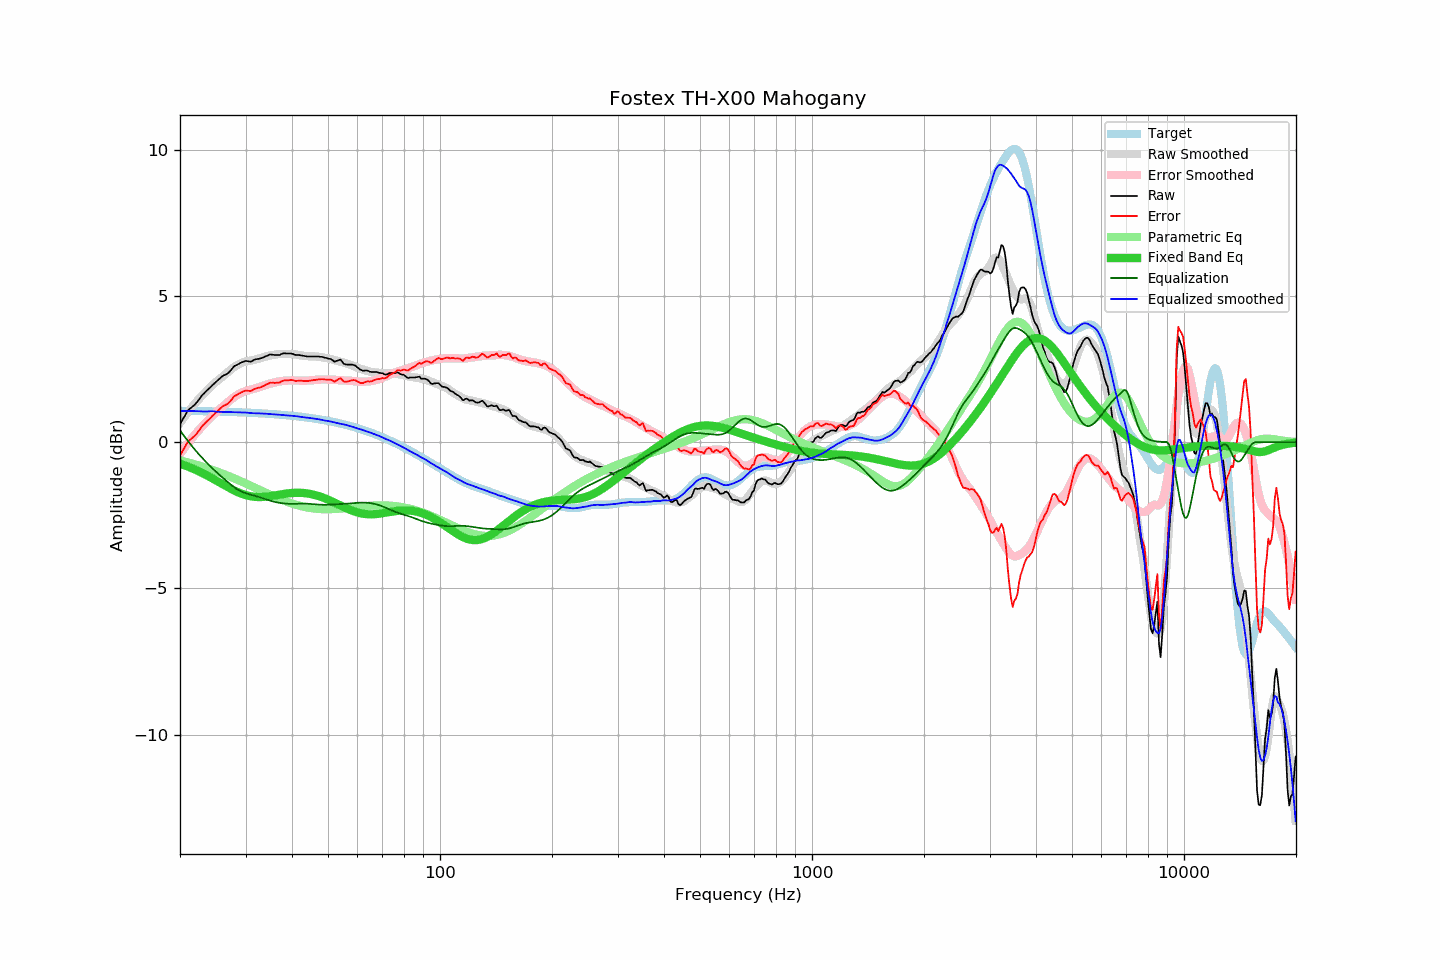 Fostex TH-X00 Mahogany
Target
Raw Smoothed
Error Smoothed
Raw
Error
Parametric Eq
Fixed Band Eq
Equalization
Equalized smoothed
10
5
0
−5
−10
Amplitude (dBr)
100
1000
10000
Frequency (Hz)